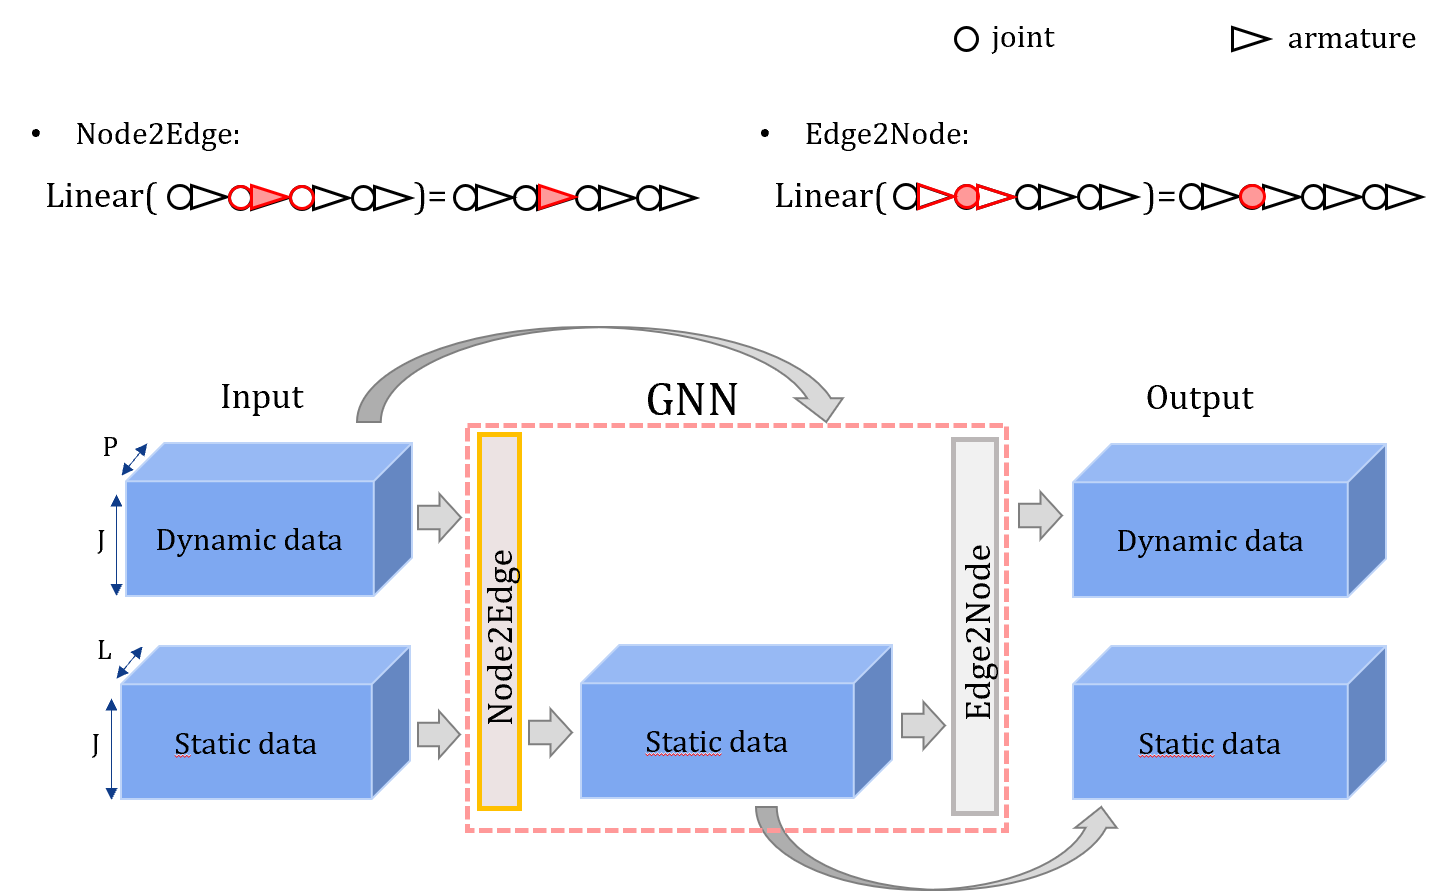 joint
armature
• Node2Edge:
• Edge2Node:
Linear( )=
Linear( )=
Input
GNN
Output
P
J
Dynamic data
Dynamic data
Node2Edge
Edge2Node
L
J
Static data
Static data
Static data